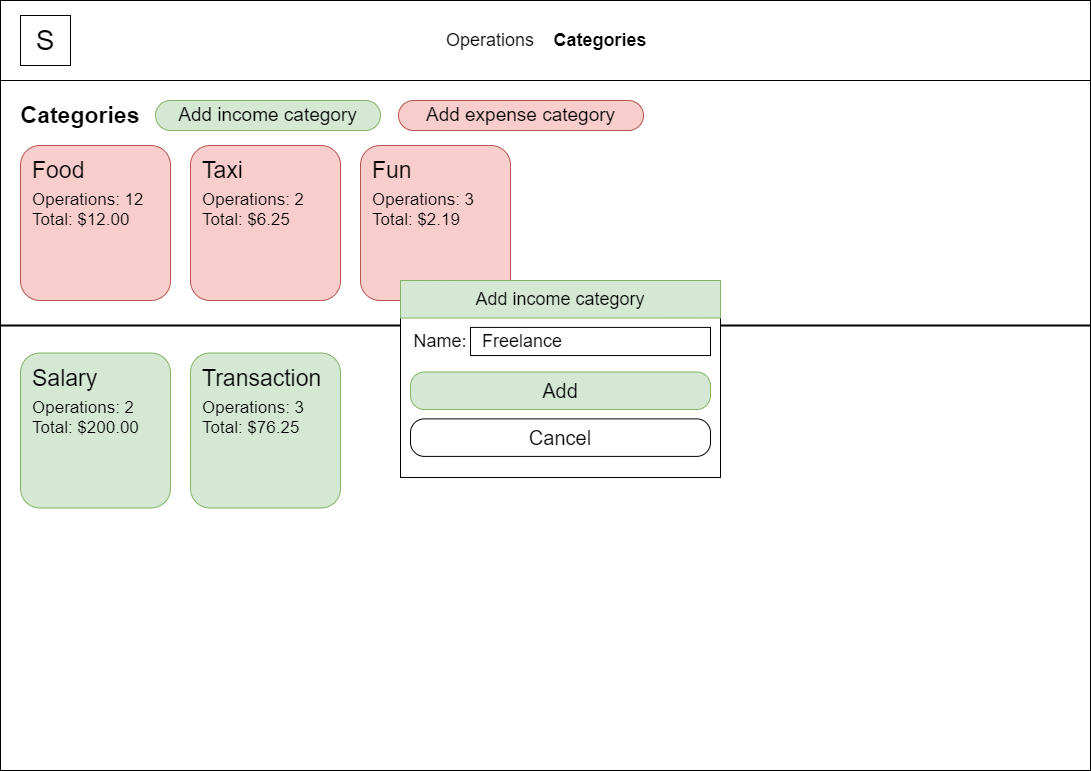 S
Operations Categories
Categories Add income category Add expense category
Food
Operations: 12
Total: $12.00
Taxi
Operations: 2
Total: $6.25
Fun
Operations: 3
Total: $2.19
Add income category
Name: Freelance
Add
Cancel
Salary
Operations: 2
Total: $200.00
Transaction
Operations: 3
Total: $76.25